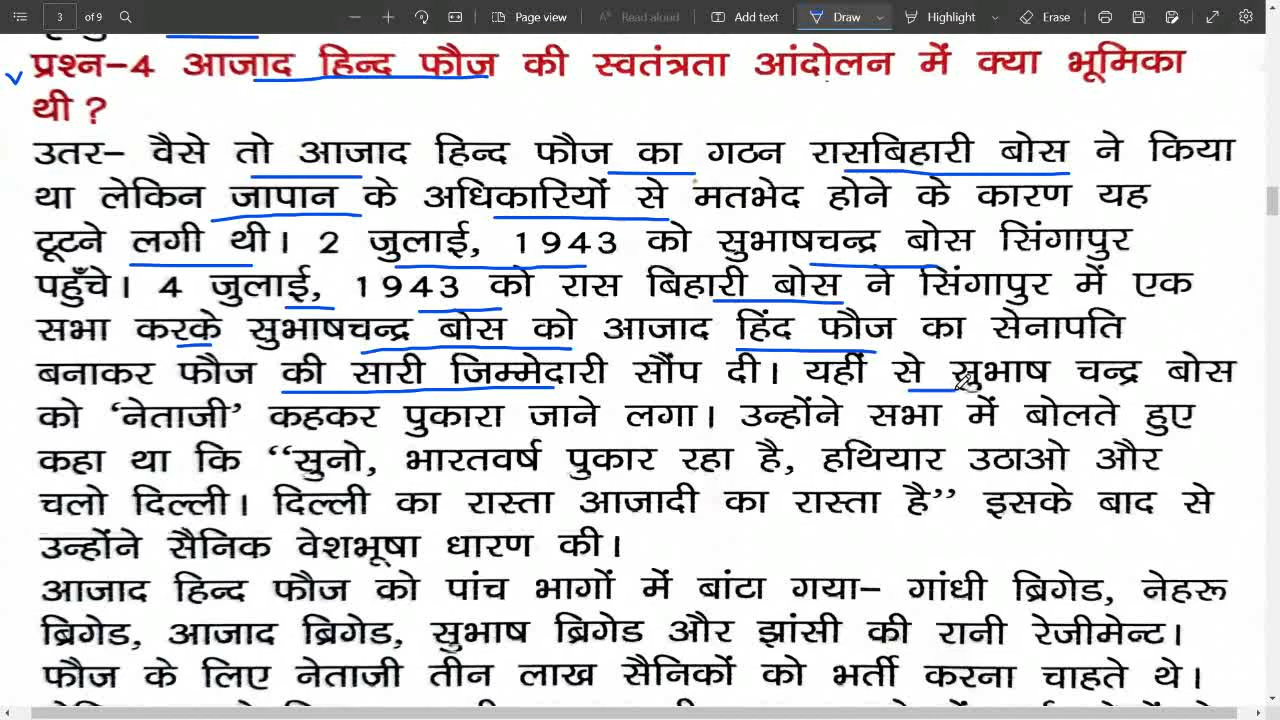 3 of 9 Page view Read aloud Add text Draw Highlight Erase
प्रश्न-4 आजाद हिन्द फौज की स्वतंत्रता आंदोलन में क्या भूमिका
थी ?
उतर- वैसे तो आजाद हिन्द फौज का गठन रासबिहारी बोस ने किया
था लेकिन जापान के अधिकारियों से मतभेद होने के कारण यह
टूटने लगी थी। 2 जुलाई, 1943 को सुभाषचन्द्र बोस सिंगापुर
पहुँचे। 4 जुलाई, 1943 को रास बिहारी बोस ने सिंगापुर में एक
सभा करके सुभाषचन्द्र बोस को आजाद हिंद फौज का सेनापति
बनाकर फौज की सारी जिम्मेदारी सौंप दी। यहीं से सुभाष चन्द्र बोस
को ‘नेताजी’ कहकर पुकारा जाने लगा। उन्होंने सभा में बोलते हुए
कहा था कि ‘‘सुनो, भारतवर्ष पुकार रहा है, हथियार उठाओ और
चलो दिल्ली। दिल्ली का रास्ता आजादी का रास्ता है’’ इसके बाद से
उन्होंने सैनिक वेशभूषा धारण की।
आजाद हिन्द फौज को पांच भागों में बांटा गया- गांधी ब्रिगेड, नेहरू
ब्रिगेड, आजाद ब्रिगेड, सुभाष ब्रिगेड और झांसी की रानी रेजीमेन्ट।
फौज के लिए नेताजी तीन लाख सैनिकों को भर्ती करना चाहते थे।